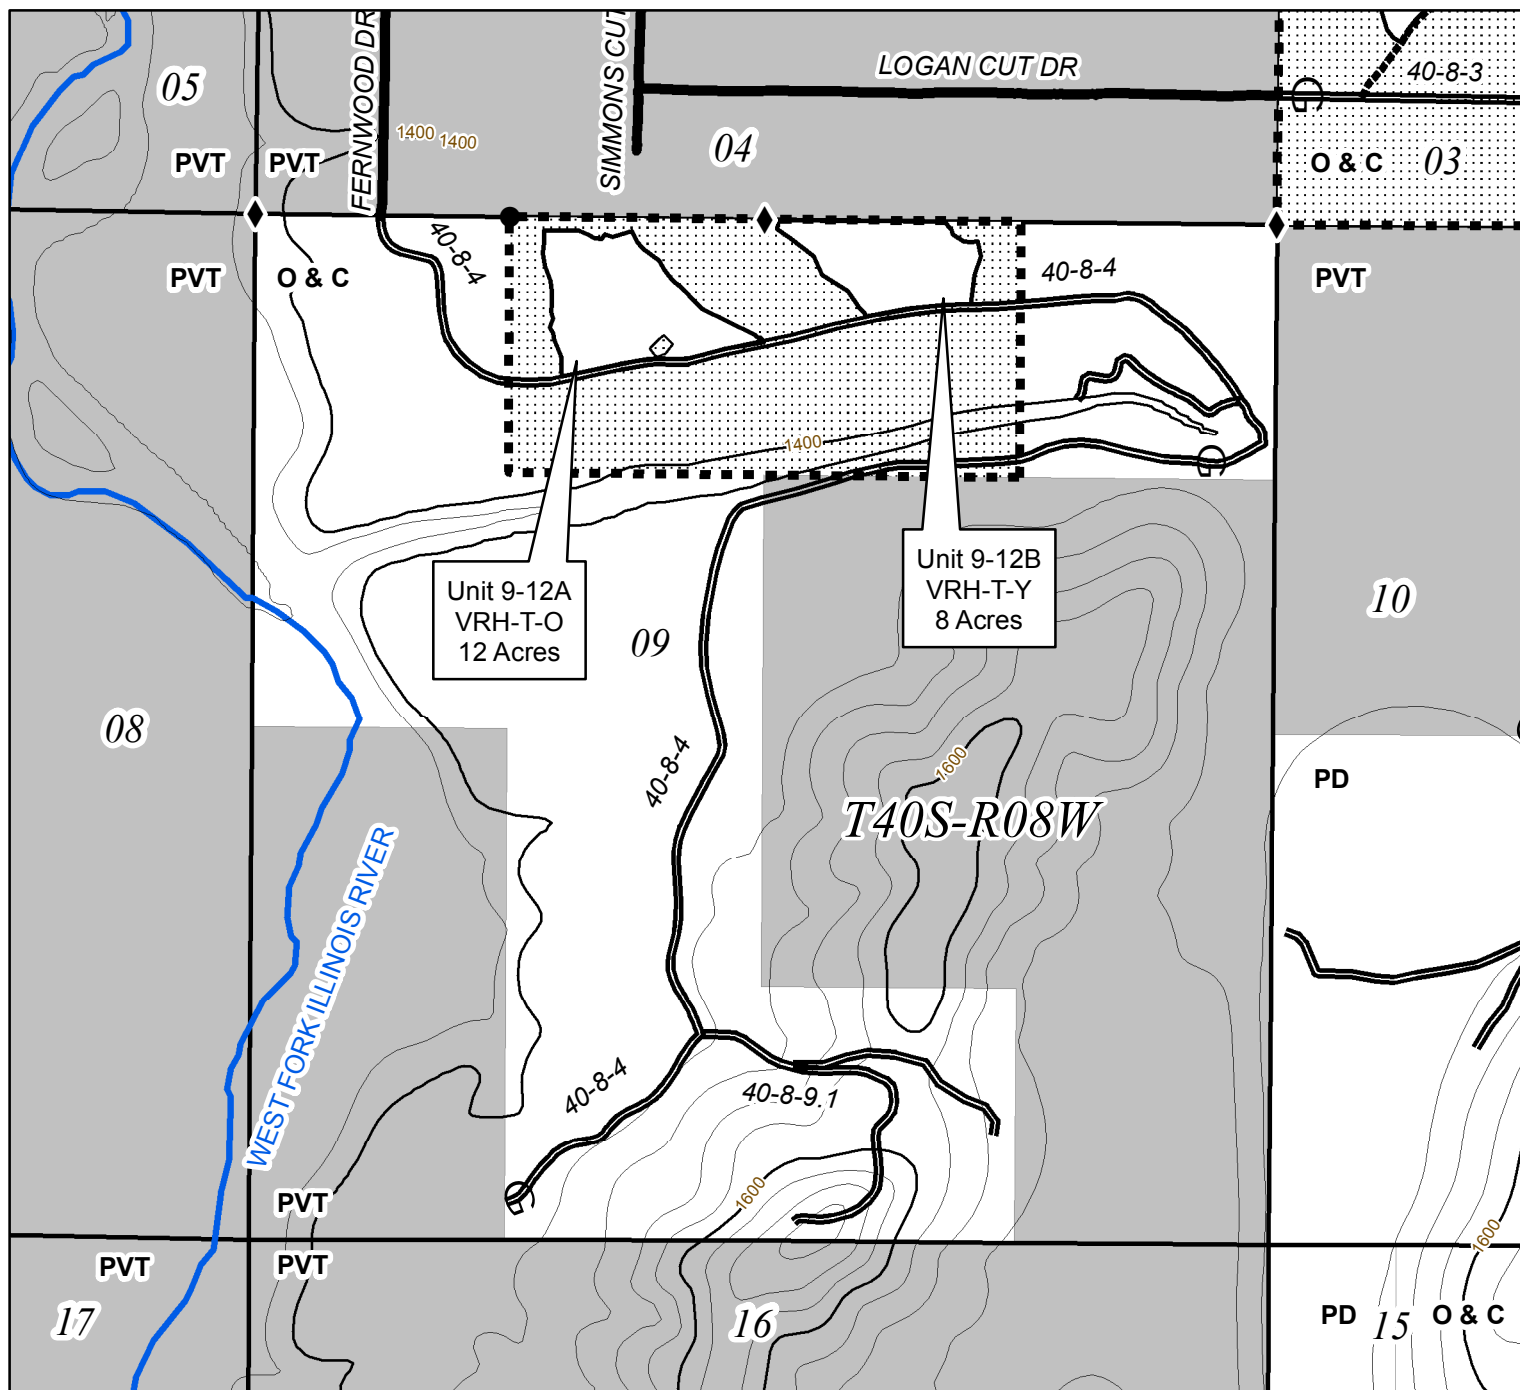 FERNWOOD DR
SIMMONS CUT
LOGAN CUT DR
40-8-3
05
1400
1400
04
PVT
PVT
O & C
03
40-8-4
PVT
O & C
40-8-4
PVT
1400
Unit 9-12A
VRH-T-O
12 Acres
Unit 9-12B
VRH-T-Y
8 Acres
09
10
08
40-8-4
1600
PD
T40S-R08W
WEST FORK ILLINOIS RIVER
40-8-4
40-8-9.1
PVT
1600
1600
PVT
PVT
17
16
PD
15
O & C